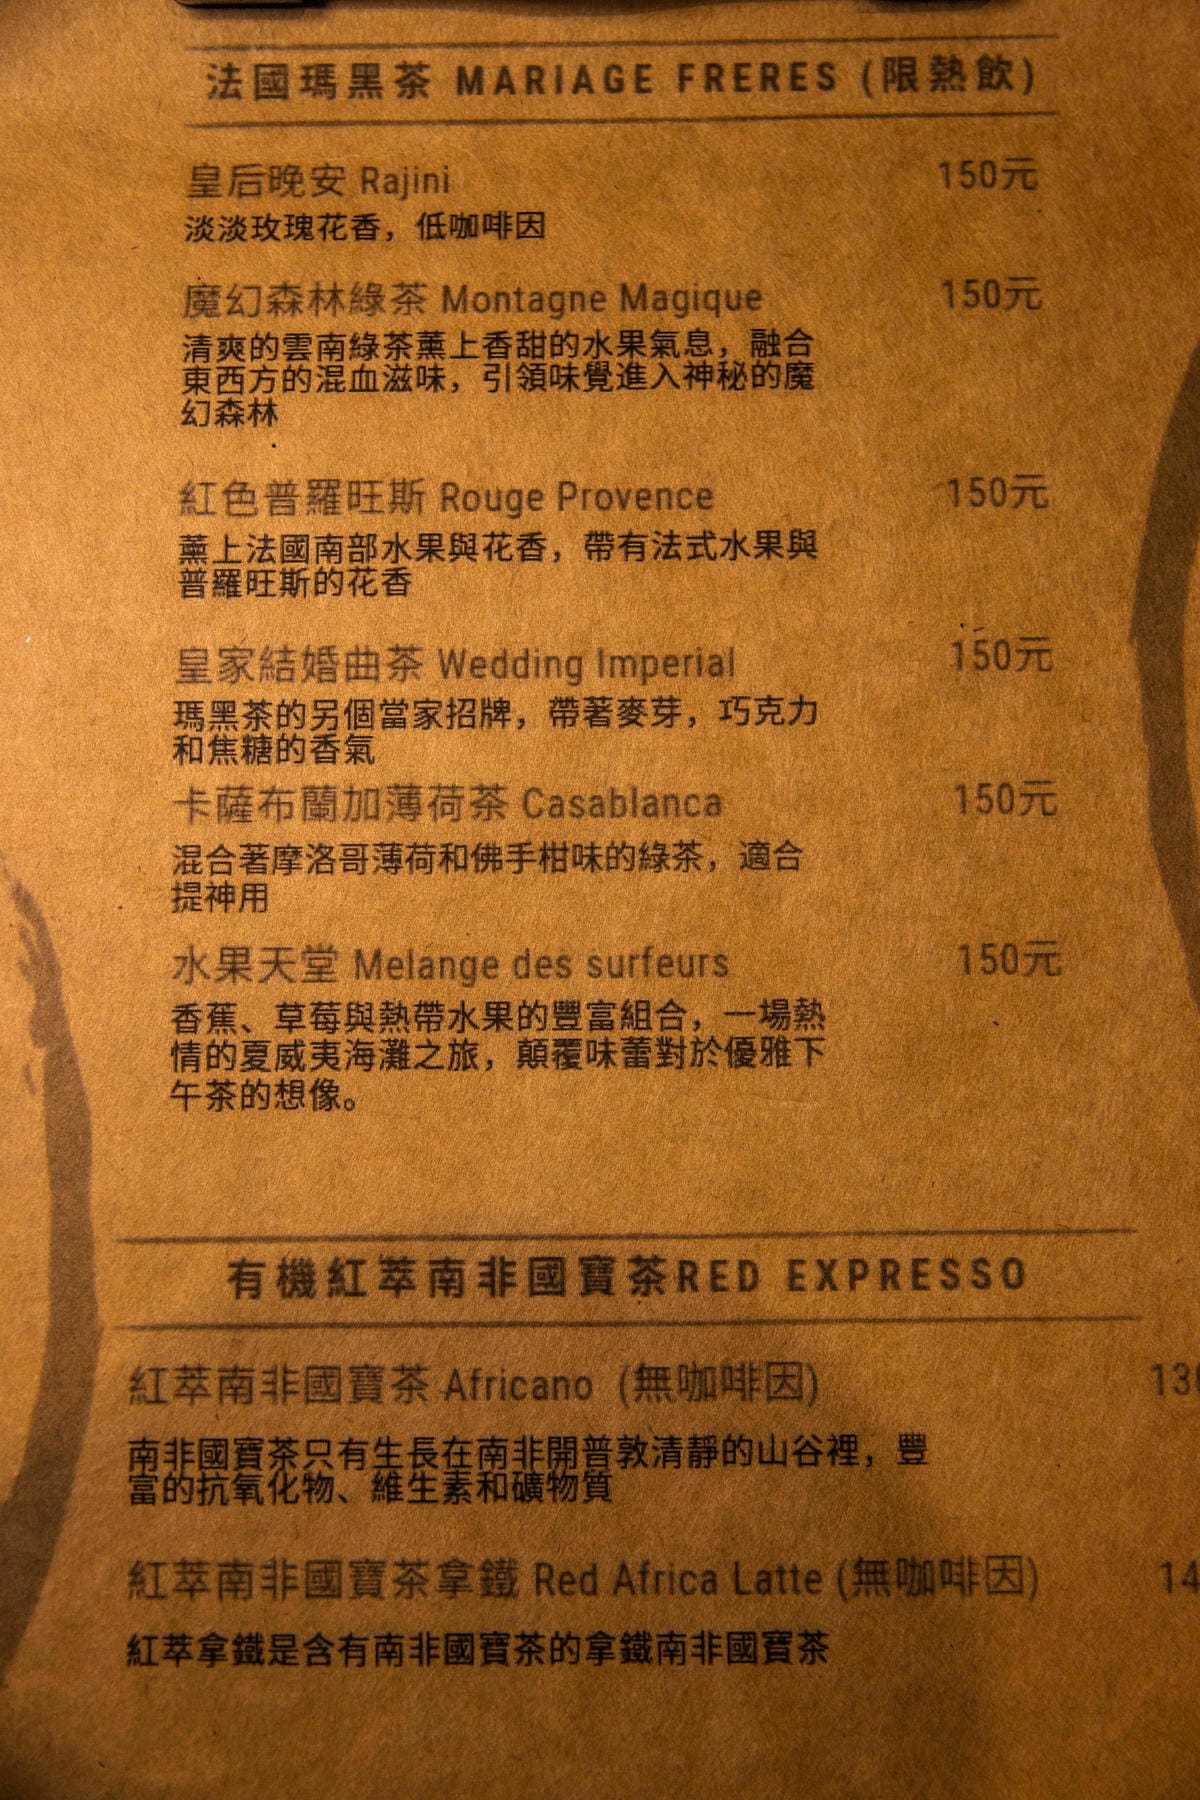 法國瑪黑茶 MARIAGE FRERES (限熱飲)
皇后晚安 Rajini 150元
淡淡玫瑰花香，低咖啡因
魔幻森林綠茶 Montagne Magique 150元
清爽的雲南綠茶薰上香甜的水果氣息，融合
東西方的混血滋味，引領味覺進入神秘的魔
幻森林
紅色普羅旺斯 Rouge Provence 150元
薰上法國南部水果與花香，帶有法式水果與
普羅旺斯的花香
皇家結婚曲茶 Wedding Imperial 150元
瑪黑茶的另個當家招牌，帶著麥芽，巧克力
和焦糖的香氣
卡薩布蘭加薄荷茶 Casablanca 150元
混合著摩洛哥薄荷和佛手柑味的綠茶，適合
提神用
水果天堂 Melange des surfeurs 150元
香蕉、草莓與熱帶水果的豐富組合，一場熱
情的夏威夷海灘之旅，顛覆味蕾對於優雅下
午茶的想像。
有機紅萃南非國寶茶RED EXPRESSO
紅萃南非國寶茶 Africano (無咖啡因)
南非國寶茶只有生長在南非開普敦清靜的山谷裡，豐
富的抗氧化物、維生素和礦物質
紅萃南非國寶茶拿鐵 Red Africa Latte (無咖啡因)
紅萃拿鐵是含有南非國寶茶的拿鐵南非國寶茶